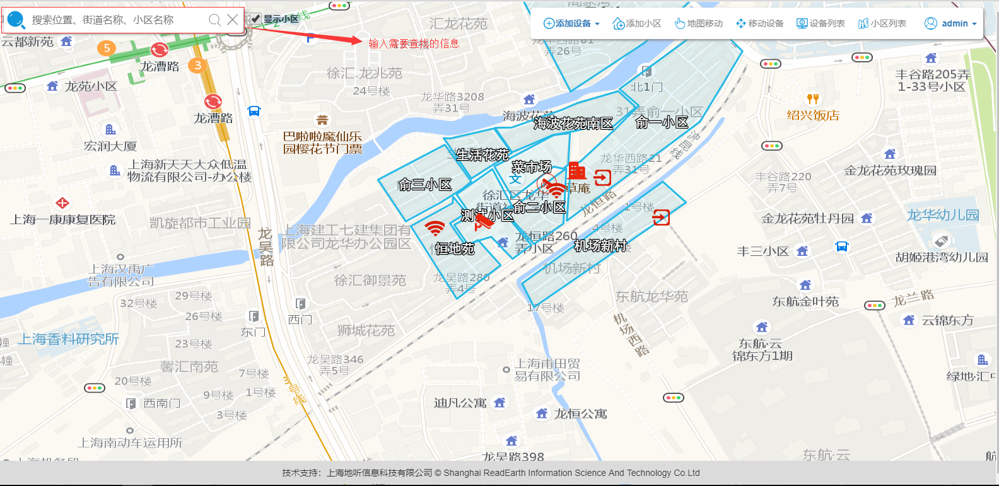 搜索位置、街道名称、小区名称
显示小区
输入需要查楼的信息
添加设备
添加小区
地图移动
移动设备
设备列表
小区列表
admin
云都新苑
5
龙漕路
3
龙苑小区
龙漕路
汇龙花苑
徐汇.龙兆苑
24号楼
龙华路3208
弄31号
弄26号
北1门
丰谷路205弄
1-33号小区
绍兴饭店
巴啦啦魔仙乐
园樱花节门票
宏润大厦
上海新天天大众低温
物流有限公司-办公楼
海波花苑南区
31弄俞一小区
俞一小区
生活花苑
菜市场
龙华西路21
弄31号
金龙花苑玫瑰园
丰谷路220
弄7号
俞三小区
草庵
徐汇区龙华
俞三小区
测试小区
龙恒路
1号楼
4号楼
上海一康康复医院
凯旋都市工业园
上海建工七建集团有
限公司龙华办公园区
龙吴路
恒地苑
龙恒路260
弄小区
机场新村
机场新村
金龙花苑牡丹园
龙华幼儿园
丰三小区
胡姬港湾幼儿园
上海汉禹广
告有限公司
徐汇御景苑
龙吴路280
弄4号
东航龙华苑
17号楼
东航金叶苑
龙兰路
29号楼
32号楼
26号楼
西门
东门
狮城花苑
机场西路
云锦东方
上海香料研究所
23号楼
东航·云
锦东方1期
馨汇南苑
龙吴路346
弄5号
7号楼
20号楼
9号楼
1号楼
3号线
西南门
3号楼
上海甫田贸
易有限公司
迪凡公寓
龙恒公寓
上海南动车运用所
龙吴路398
东航·云
技术支持：上海地听信息科技有限公司 © Shanghai ReadEarth Information Science And Technology Co.Ltd